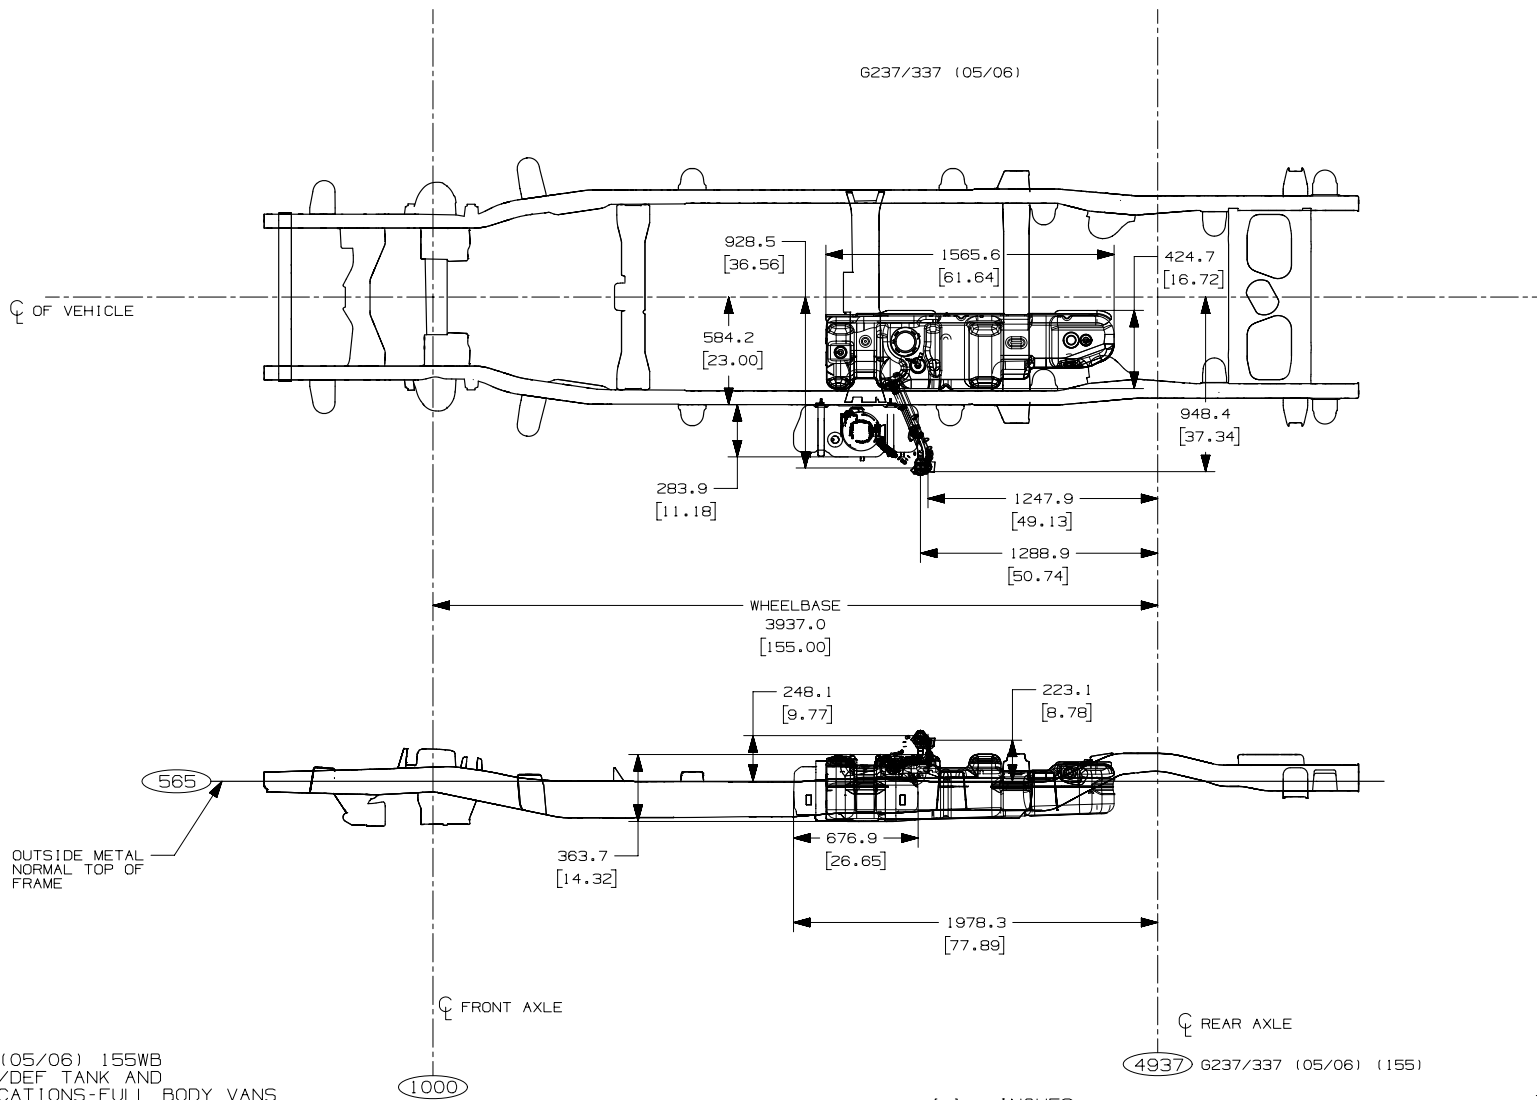 G237/337 (05/06)
928.5
[36.56]
1565.6
[61.64]
424.7
[16.72]
C
L OF VEHICLE
584.2
[23.00]
948.4
[37.34]
283.9
[11.18]
1247.9
[49.13]
1288.9
[50.74]
WHEELBASE
3937.0
[155.00]
248.1
[9.77]
223.1
[8.78]
565
OUTSIDE METAL
NORMAL TOP OF
FRAME
363.7
[14.32]
676.9
[26.65]
1978.3
[77.89]
C
L FRONT AXLE
C
L REAR AXLE
(05/06) 155WB
/DEF TANK AND
CATIONS-FULL BODY VANS
1000
4937 G237/337 (05/06) (155)